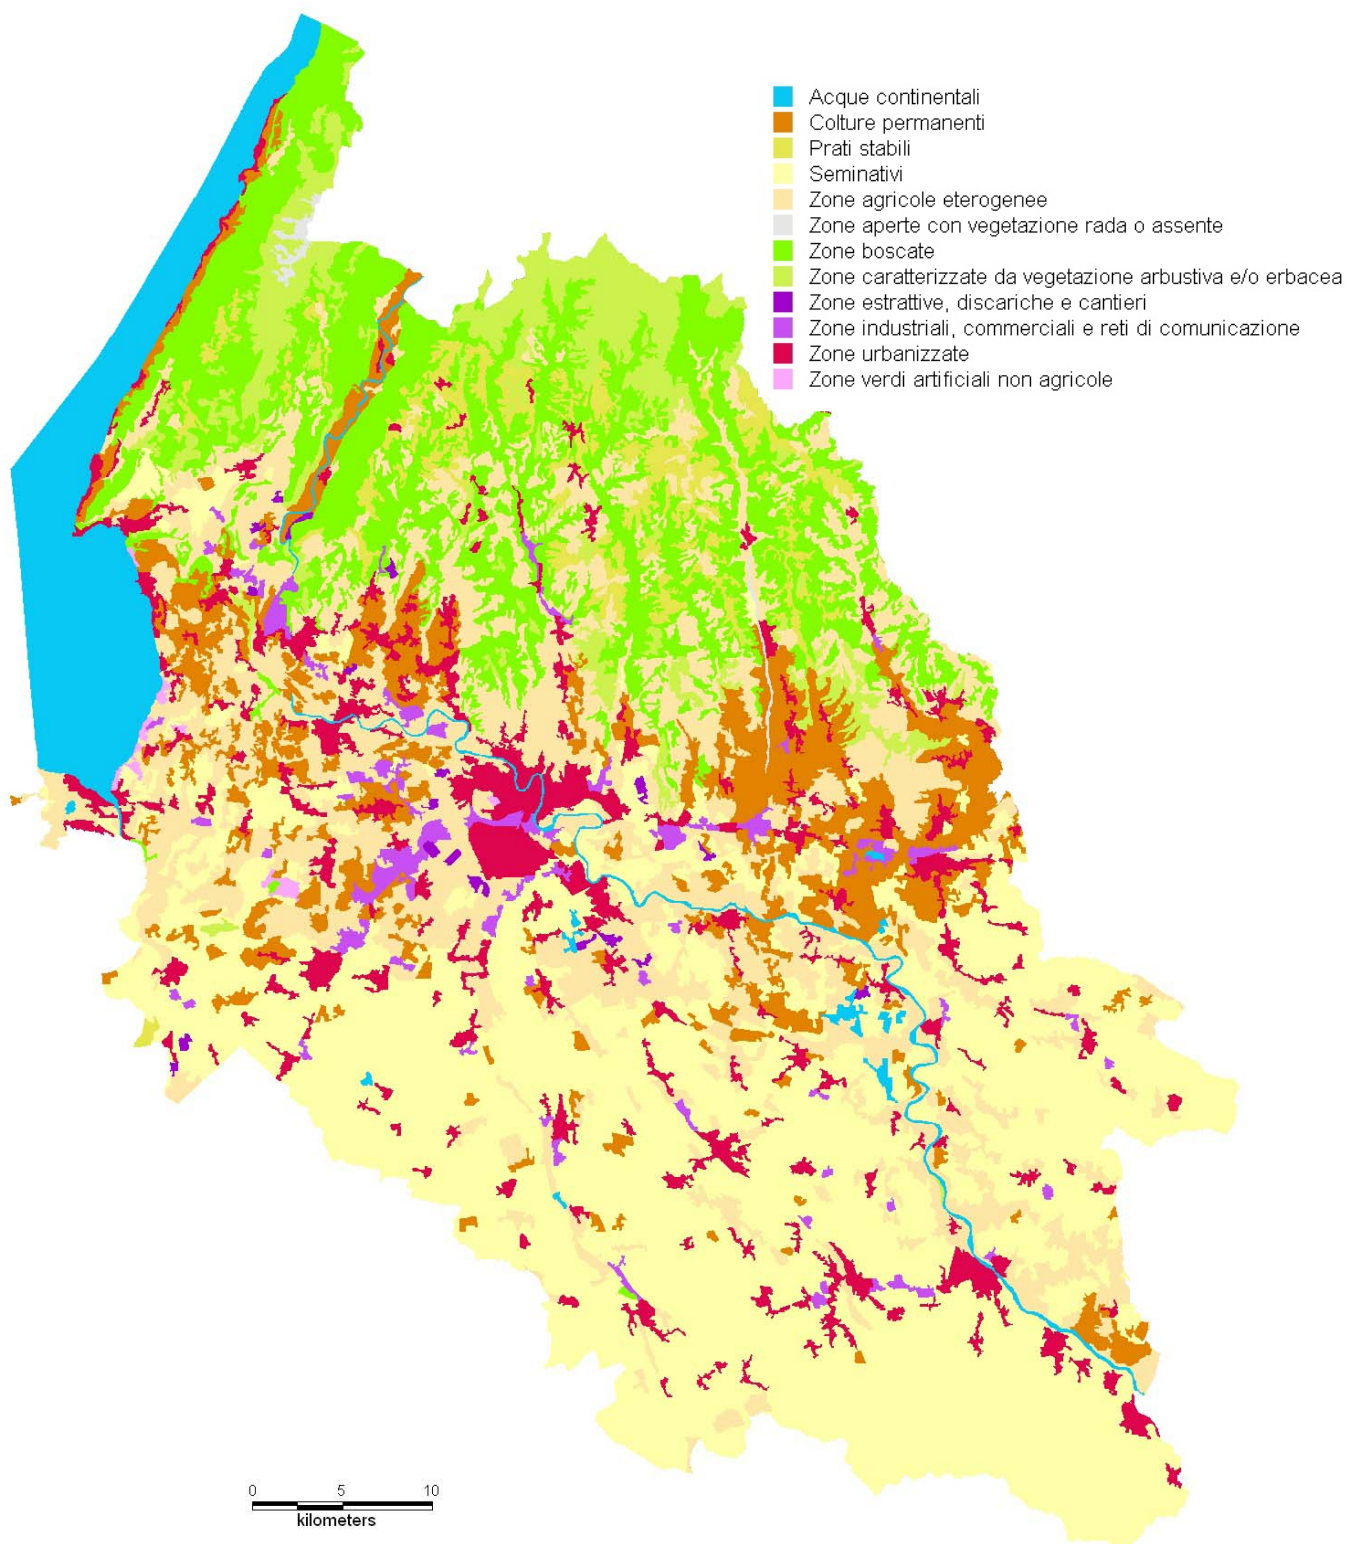 Acque continentali
Colture permanenti
Prati stabili
Seminativi
Zone agricole eterogenee
Zone aperte con vegetazione rada o assente
Zone boscate
Zone caratterizzate da vegetazione arbustiva e/o erbacea
Zone estrattive, discariche e cantieri
Zone industriali, commerciali e reti di comunicazione
Zone urbanizzate
Zone verdi artificiali non agricole
0 5 10
kilometers